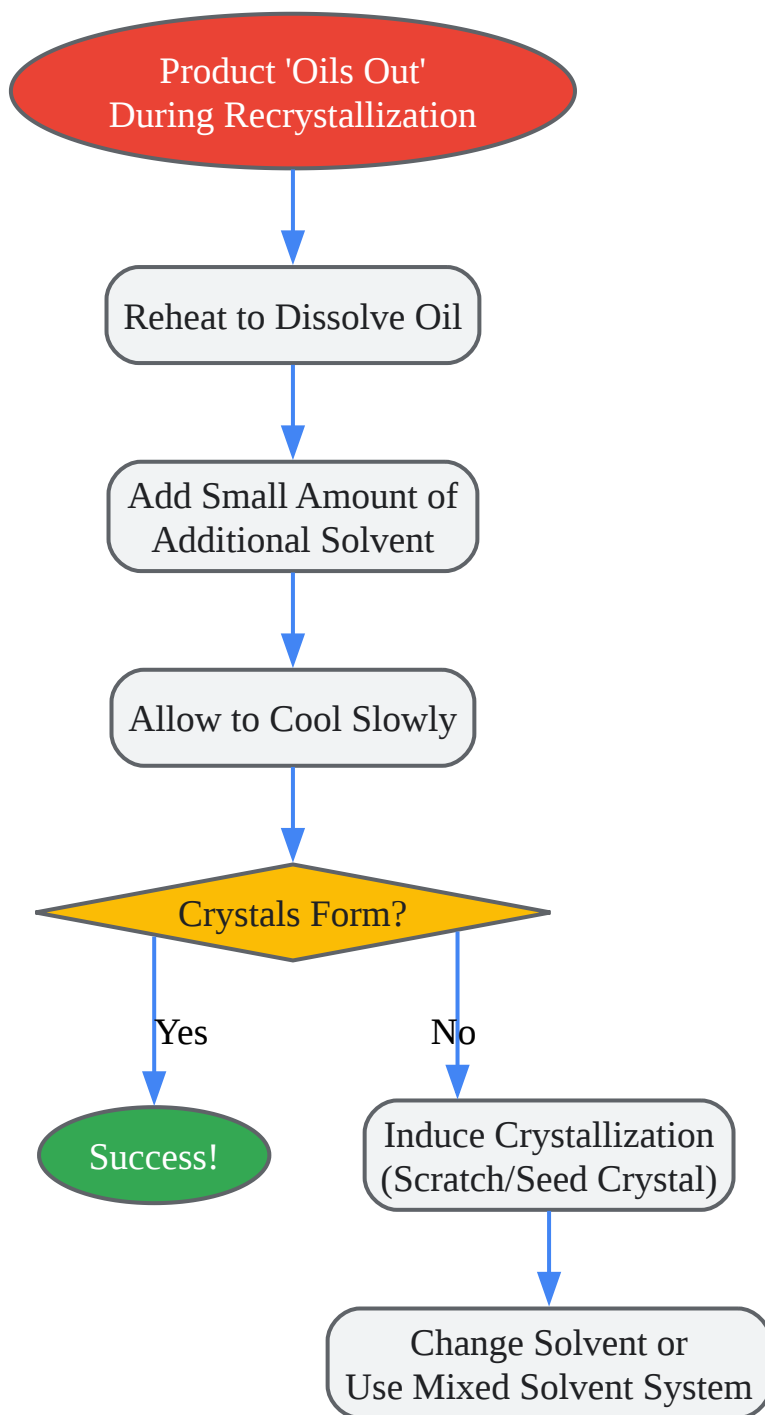 Product 'Oils Out'
During Recrystallization
Reheat to Dissolve Oil
Add Small Amount of
Additional Solvent
Allow to Cool Slowly
Crystals Form?
Yes
No
Success!
Induce Crystallization
(Scratch/Seed Crystal)
Change Solvent or
Use Mixed Solvent System